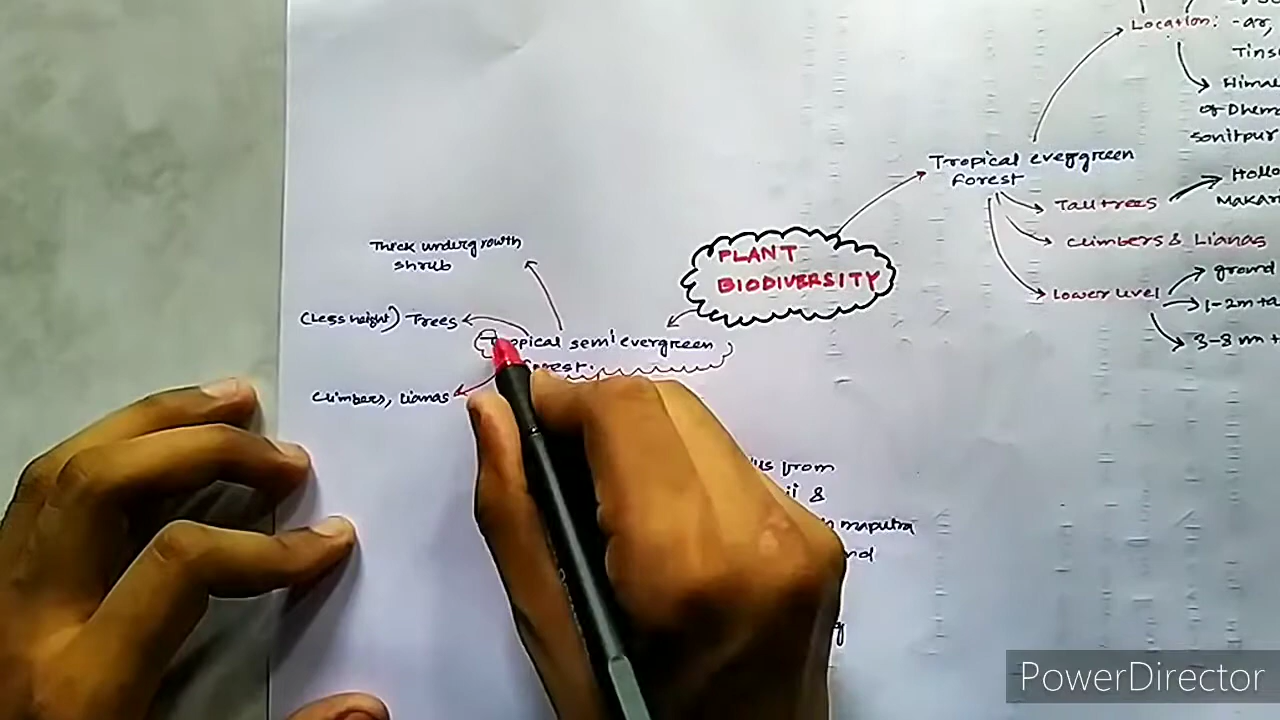 Location: -ar,
Tins
Himal
of Dhem
sonitpur
Tropical evergreen
forest
Hollo
Tall trees
Makar
climbers & Lianas
ground
Lower level
1-2m ta
3-8 m
PLANT
BIODIVERSITY
Thick undergrowth
shrub
(Less height) Trees
Tropical semi evergreen
forest.
climbers, Lianas
from
&
maputra
PowerDirector